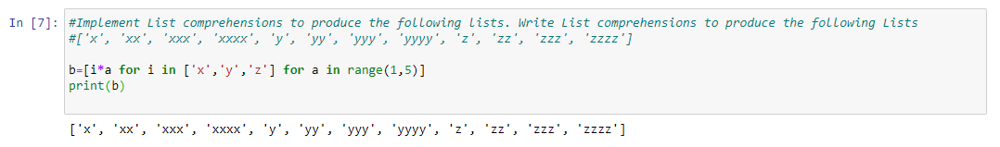 In [7]: #Implement List comprehensions to produce the following lists. Write List comprehensions to produce the following Lists
#['x', 'xx', 'xxx', 'xxxx', 'y', 'yy', 'yyy', 'yyyy', 'z', 'zz', 'zzz', 'zzzz']
b=[i*a for i in ['x','y','z'] for a in range(1,5)]
print(b)
['x', 'xx', 'xxx', 'xxxx', 'y', 'yy', 'yyy', 'yyyy', 'z', 'zz', 'zzz', 'zzzz']